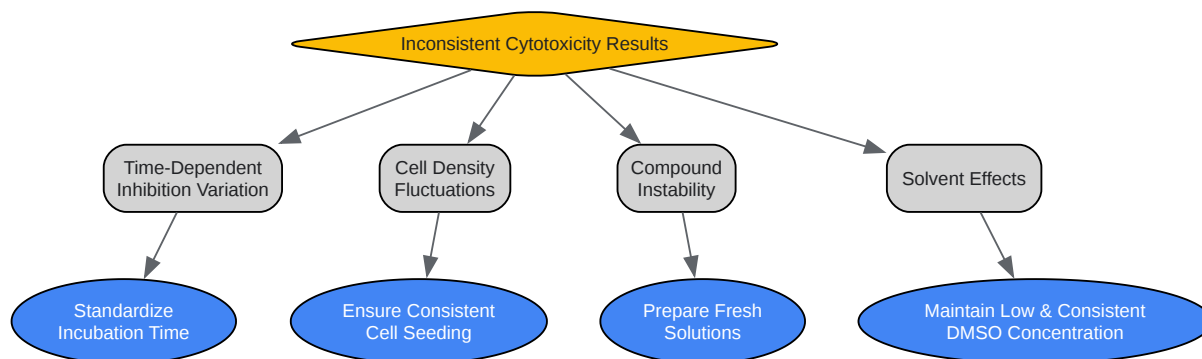 Inconsistent Cytotoxicity Results
Time-Dependent
Inhibition Variation
Cell Density
Fluctuations
Compound
Instability
Solvent Effects
Standardize
Incubation Time
Ensure Consistent
Cell Seeding
Prepare Fresh
Solutions
Maintain Low & Consistent
DMSO Concentration